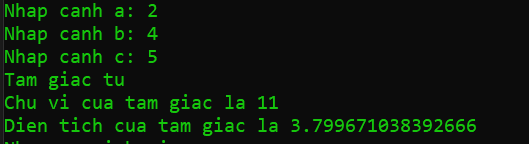 Nhap canh a: 2
Nhap canh b: 4
Nhap canh c: 5
Tam giac tu
Chu vi cua tam giac la 11
Dien tich cua tam giac la 3.799671038392666